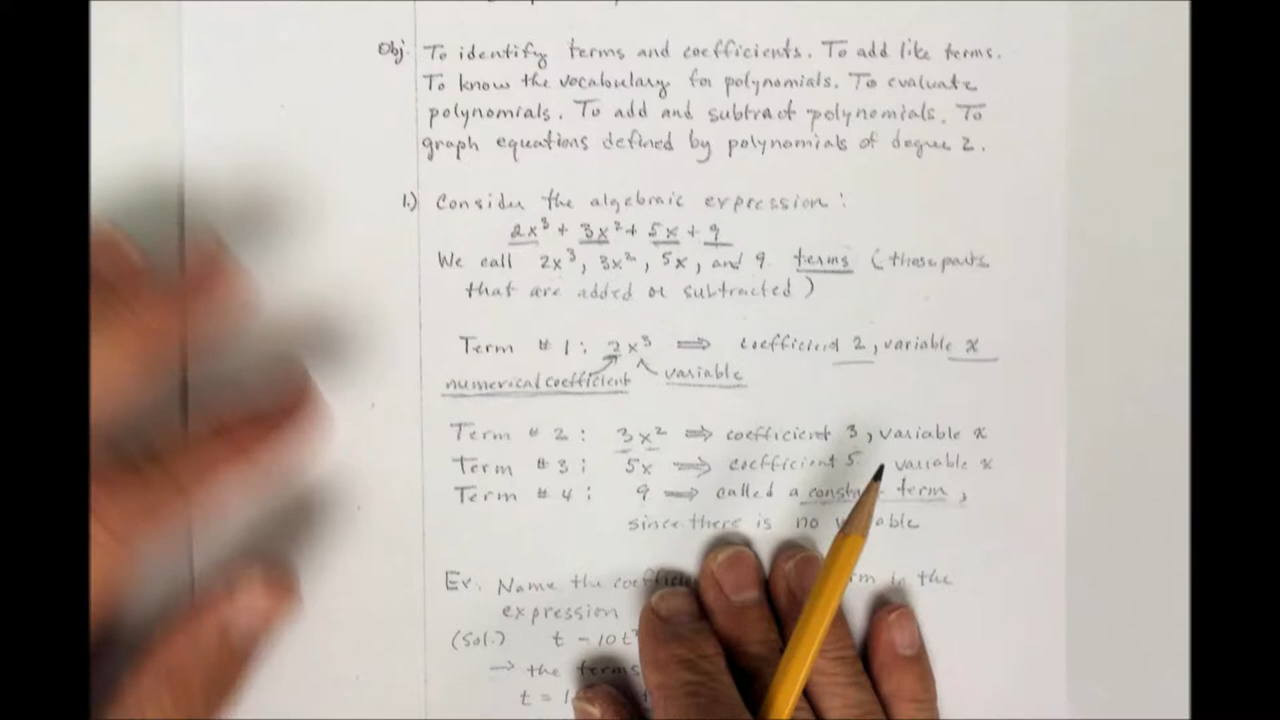 Obj. To identify terms and coefficients. To add like terms.
To know the vocabulary for polynomials. To evaluate
polynomials. To add and subtract polynomials. To
graph equations defined by polynomials of degree 2.
1.) Consider the algebraic expression:
2x³ + 3x² + 5x + 9
We call 2x³, 3x², 5x, and 9 terms (those parts
that are added or subtracted)
Term #1: 2x³ ⟹ coefficient 2, variable x
numerical coefficient variable
Term #2: 3x² ⟹ coefficient 3, variable x
Term #3: 5x ⟹ coefficient 5 variable x
Term #4: 9 ⟹ called a term,
since there is no
Ex. Name the in the
expression
(Sol.) t - 10t
→ the terms
t = 1